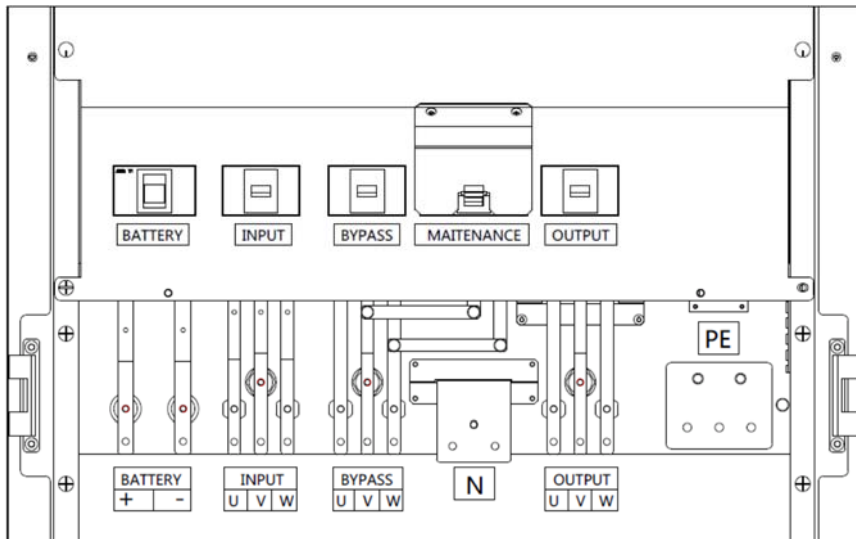 BATTERY INPUT BYPASS MAITENANCE OUTPUT
PE
N
BATTERY INPUT BYPASS OUTPUT
+ - U V W U V W U V W